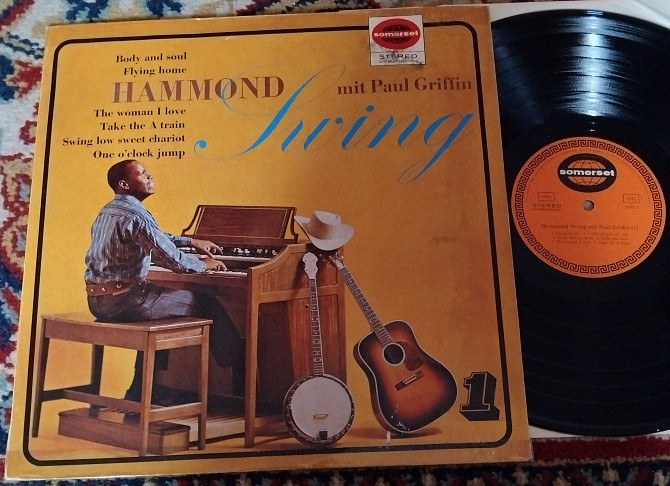 Body and soul
Flying home
HAMMOND
Swing
mit Paul Griffin
The woman I love
Take the A train
Swing low sweet chariot
One o'clock jump
somerset
STEREO
1
somerset
STEREO
Hammond Swing mit Paul Griffin (1)